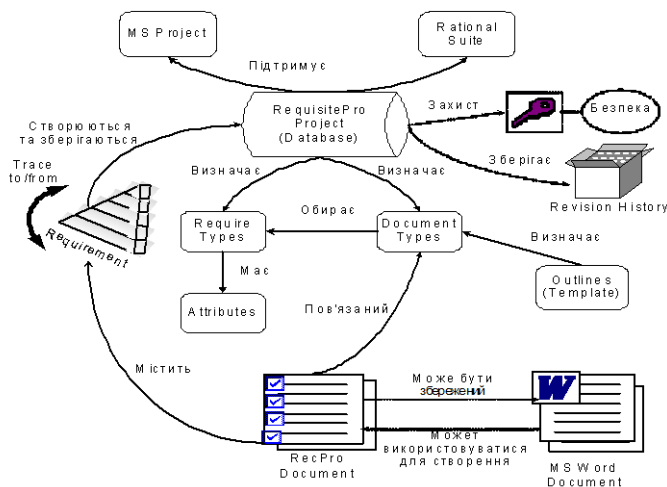 MS Project
Rational
Suite
Підтримує
RequisitePro
Project
(Database)
Захист
Безпека
Створюються
та зберігаються
Trace
to/from
Зберігає
Визначає
Визначає
Revision History
Requirement
Require
Types
Обирає
Document
Types
Визначає
Має
Outlines
(Template)
Attributes
Пов'язаний
Містить
Може бути
збережений
W
RecPro
Document
Может
використовуватися
для створення
MS Word
Document